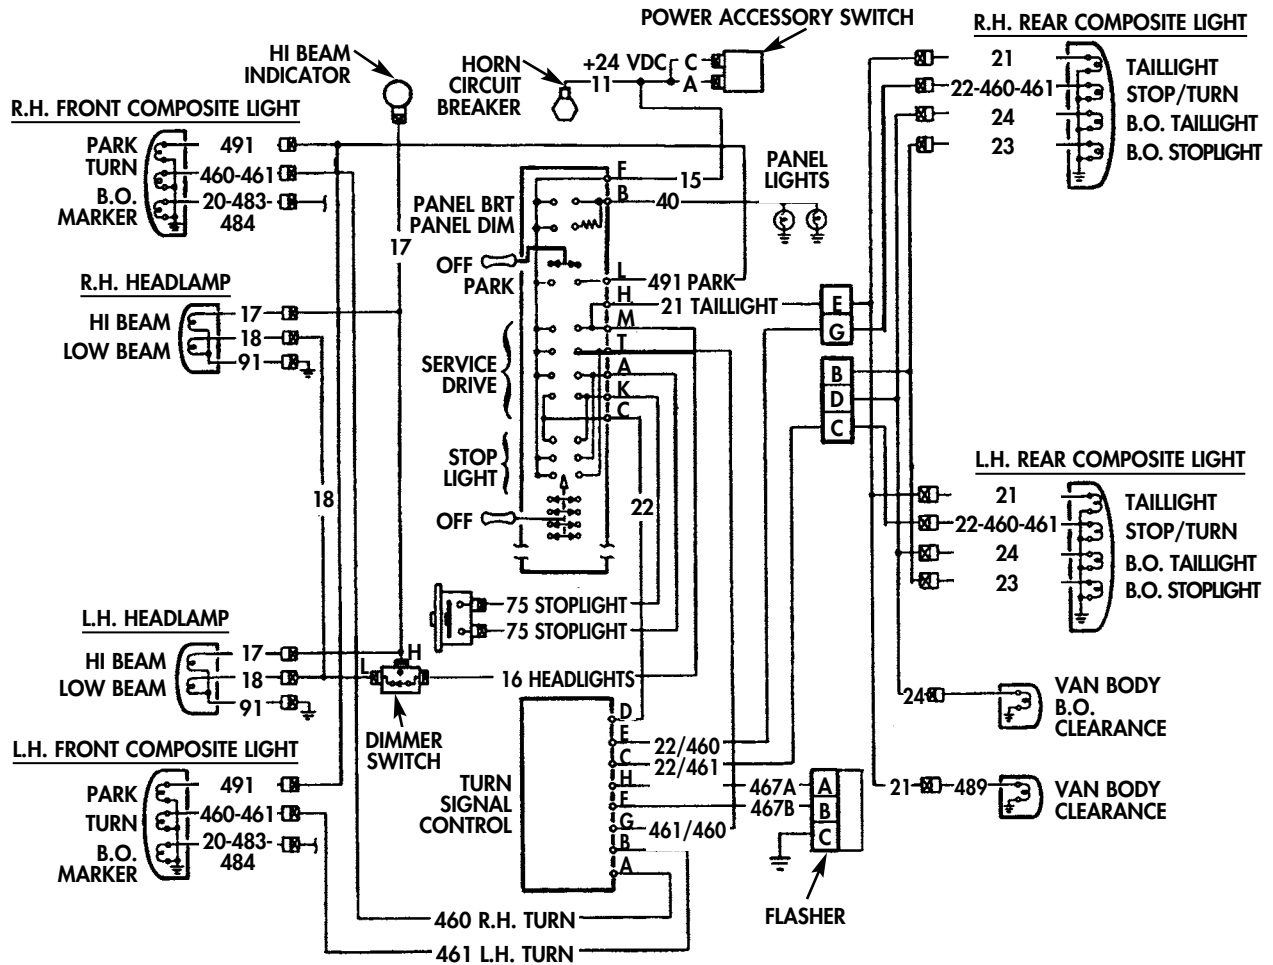 POWER ACCESSORY SWITCH
R.H. REAR COMPOSITE LIGHT
HI BEAM
INDICATOR
HORN
CIRCUIT
BREAKER
+24 VDC
C
11
A
21
TAILLIGHT
22-460-461
STOP/TURN
24
B.O. TAILLIGHT
23
B.O. STOPLIGHT
R.H. FRONT COMPOSITE LIGHT
PARK
491
TURN
460-461
B.O.
MARKER
20-483-
484
PANEL
LIGHTS
F
15
B
40
PANEL BRT
PANEL DIM
17
OFF
PARK
L
491 PARK
H
21 TAILLIGHT
M
T
A
K
C
SERVICE
DRIVE
STOP
LIGHT
OFF
E
G
B
D
C
R.H. HEADLAMP
17
HI BEAM
18
LOW BEAM
91
18
22
L.H. REAR COMPOSITE LIGHT
21
TAILLIGHT
22-460-461
STOP/TURN
24
B.O. TAILLIGHT
23
B.O. STOPLIGHT
75 STOPLIGHT
75 STOPLIGHT
L.H. HEADLAMP
17
HI BEAM
18
LOW BEAM
91
L
H
16 HEADLIGHTS
DIMMER
SWITCH
24
VAN BODY
B.O.
CLEARANCE
L.H. FRONT COMPOSITE LIGHT
PARK
491
TURN
460-461
B.O.
MARKER
20-483-
484
TURN
SIGNAL
CONTROL
D
E
22/460
C
22/461
H
467A
F
467B
G
461/460
B
A
A
B
C
FLASHER
21
489
VAN BODY
CLEARANCE
460 R.H. TURN
461 L.H. TURN